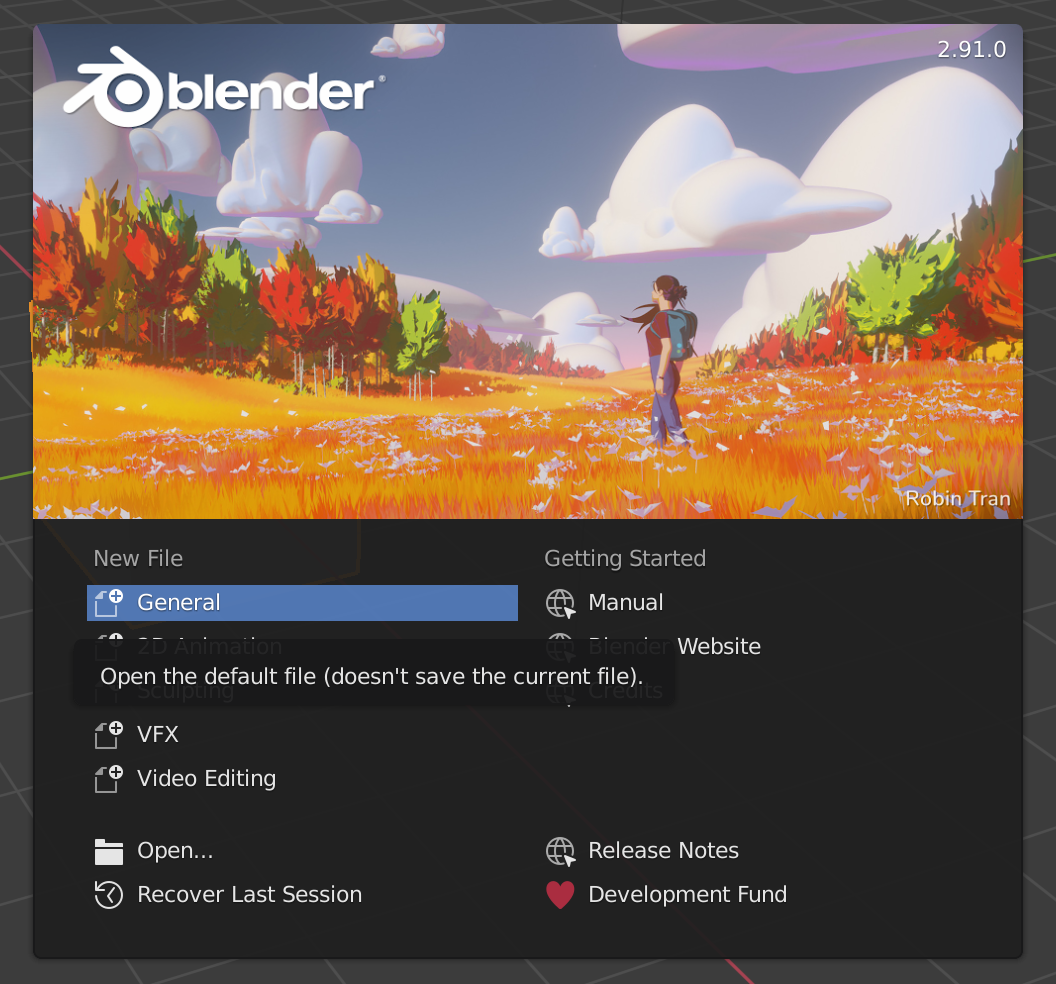 blender®
2.91.0
Robin Tran
New File
General
2D Animation
Open the default file (doesn't save the current file).
Sculpting
VFX
Video Editing
Open...
Recover Last Session
Getting Started
Manual
Blender Website
Credits
Release Notes
Development Fund